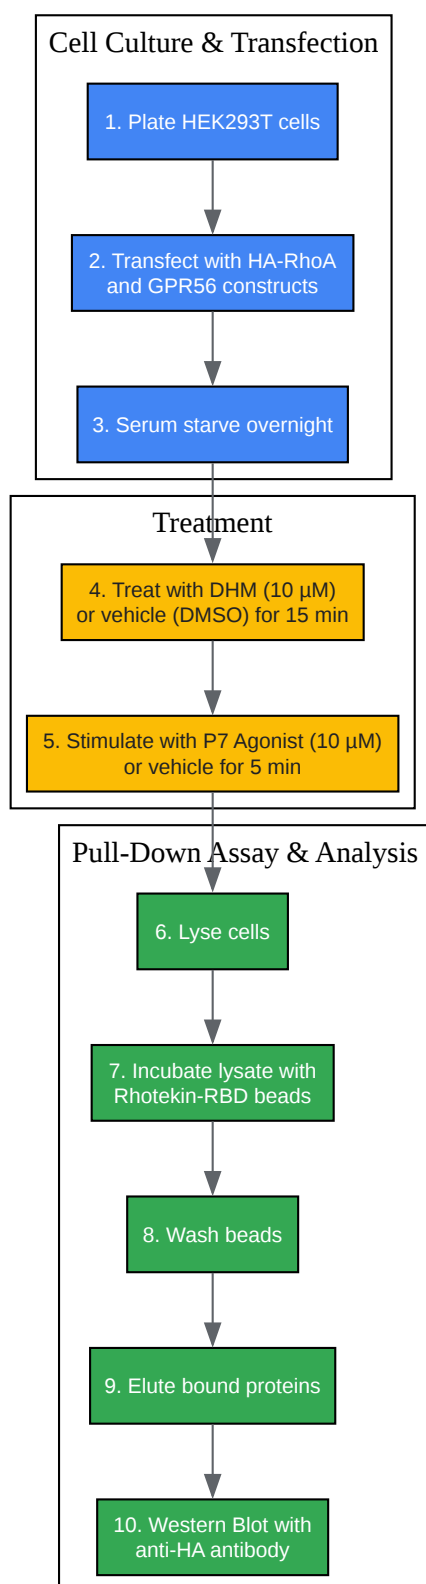 Cell Culture & Transfection
1. Plate HEK293T cells
2. Transfect with HA-RhoA
and GPR56 constructs
3. Serum starve overnight
Treatment
4. Treat with DHM (10 µM)
or vehicle (DMSO) for 15 min
5. Stimulate with P7 Agonist (10 µM)
or vehicle for 5 min
Pull-Down Assay & Analysis
6. Lyse cells
7. Incubate lysate with
Rhotekin-RBD beads
8. Wash beads
9. Elute bound proteins
10. Western Blot with
anti-HA antibody